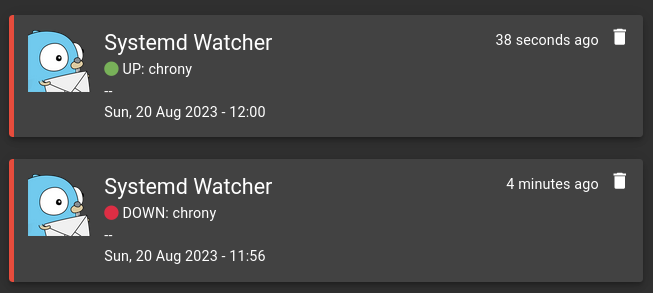 Systemd Watcher
38 seconds ago
UP: chrony
--
Sun, 20 Aug 2023 - 12:00
Systemd Watcher
4 minutes ago
DOWN: chrony
--
Sun, 20 Aug 2023 - 11:56